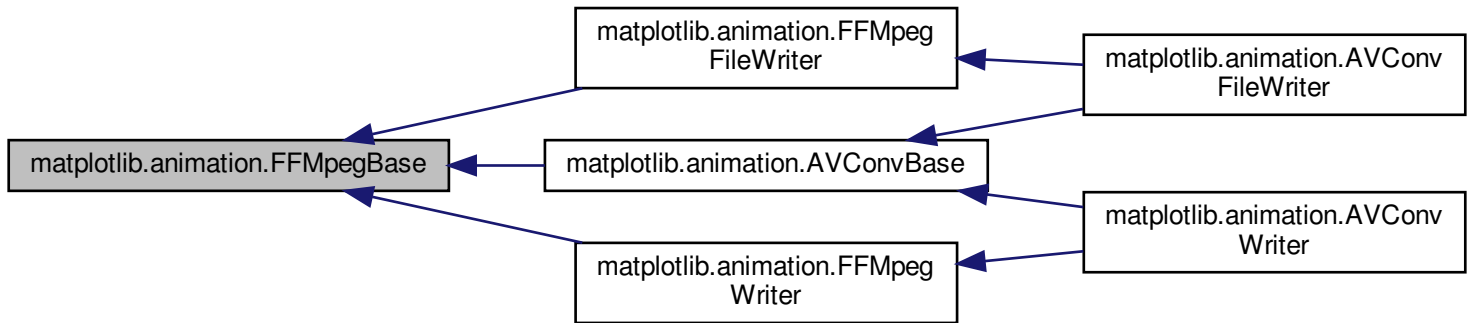 matplotlib.animation.FFMpegBase
matplotlib.animation.FFMpeg
FileWriter
matplotlib.animation.AVConvBase
matplotlib.animation.FFMpeg
Writer
matplotlib.animation.AVConv
FileWriter
matplotlib.animation.AVConv
Writer